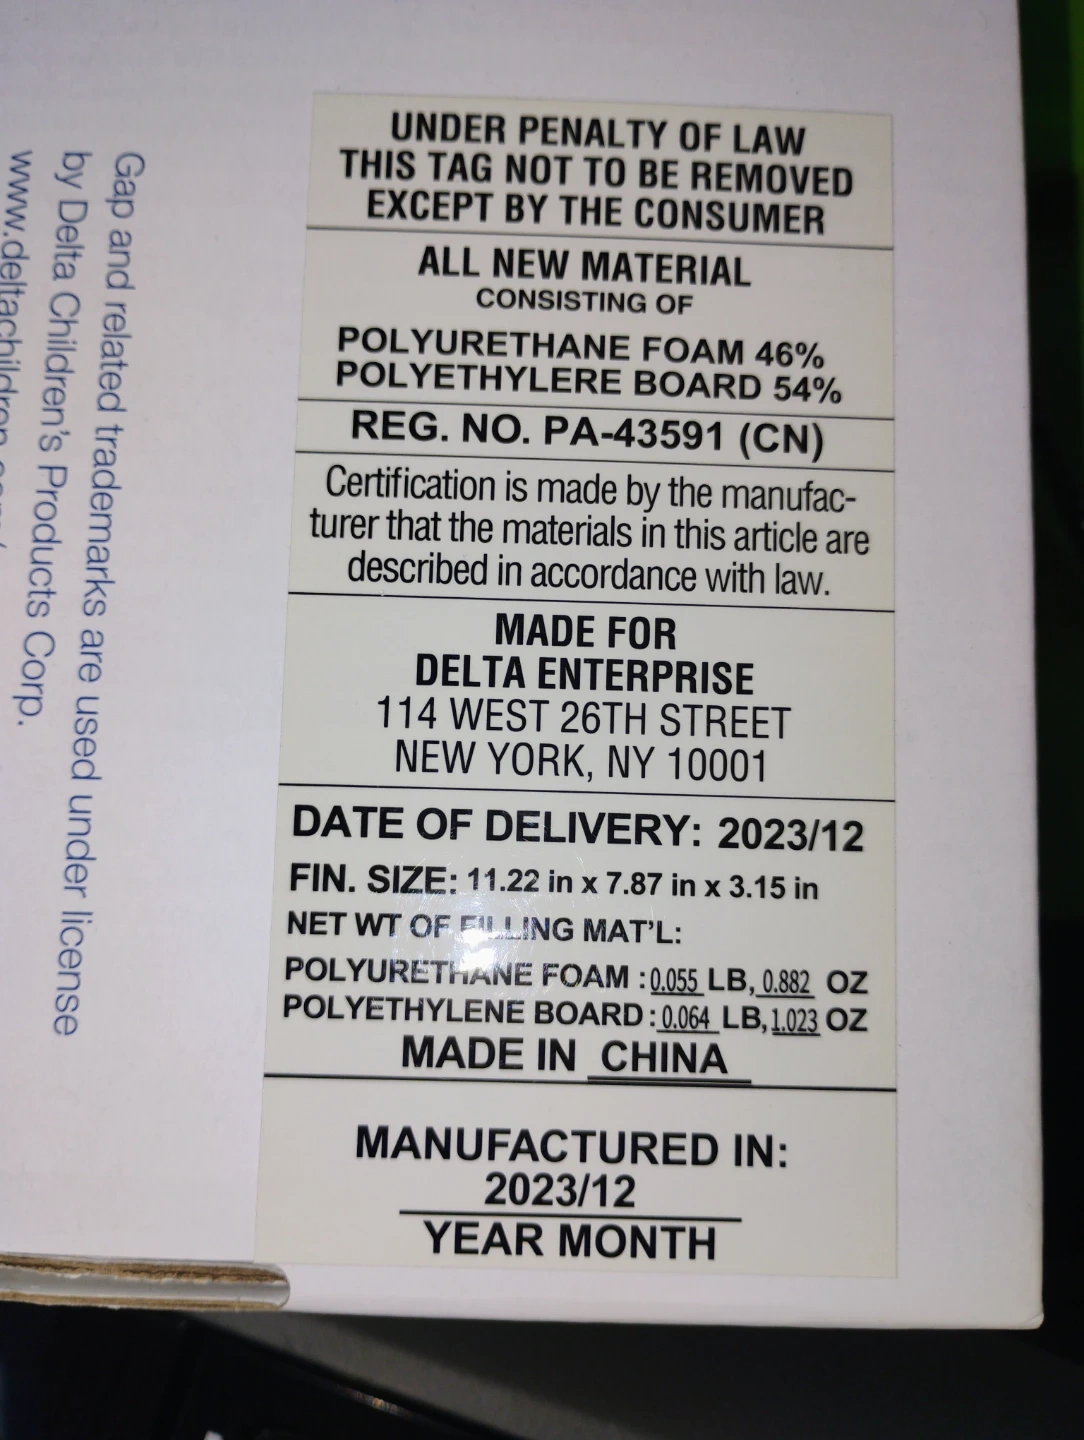 UNDER PENALTY OF LAW
THIS TAG NOT TO BE REMOVED
EXCEPT BY THE CONSUMER
ALL NEW MATERIAL
CONSISTING OF
POLYURETHANE FOAM 46%
POLYETHYLERE BOARD 54%
REG. NO. PA-43591 (CN)
Certification is made by the manufac-
turer that the materials in this article are
described in accordance with law.
MADE FOR
DELTA ENTERPRISE
114 WEST 26TH STREET
NEW YORK, NY 10001
DATE OF DELIVERY: 2023/12
FIN. SIZE: 11.22 in x 7.87 in x 3.15 in
NET WT OF FILLING MAT'L:
POLYURETHANE FOAM : 0.055 LB, 0.882 OZ
POLYETHYLENE BOARD : 0.064 LB, 1.023 OZ
MADE IN CHINA
MANUFACTURED IN:
2023/12
YEAR MONTH
Gap and related trademarks are used under license
by Delta Children's Products Corp.